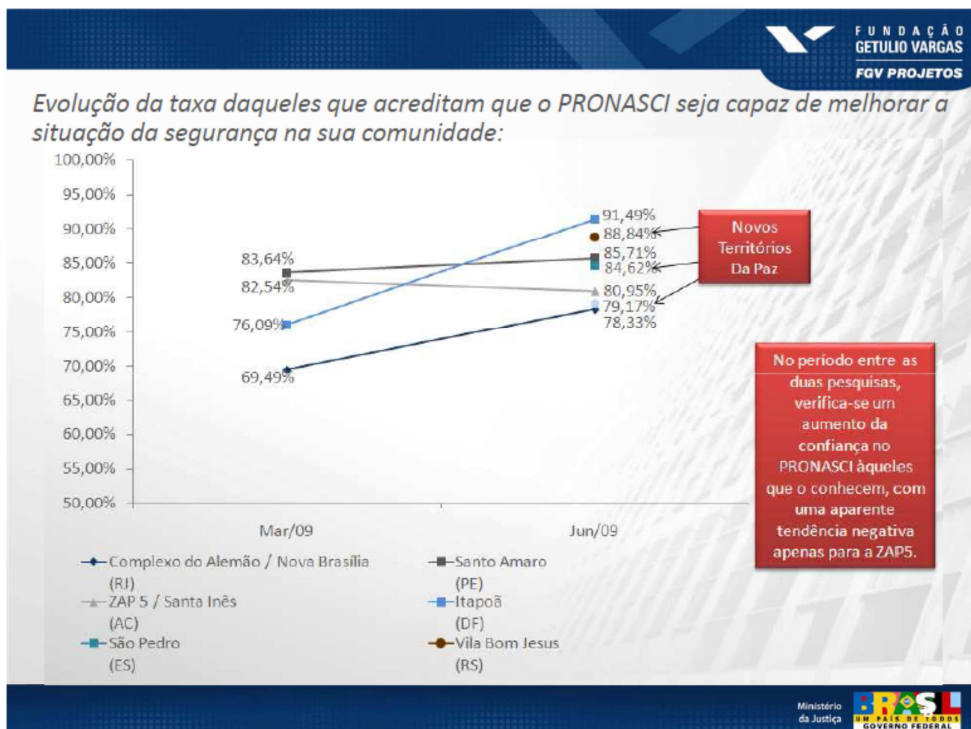 FUNDAÇÃO
GETULIO VARGAS
FGV PROJETOS
Evolução da taxa daqueles que acreditam que o PRONASCI seja capaz de melhorar a
situação da segurança na sua comunidade:
100,00%
95,00%
90,00%
85,00%
80,00%
75,00%
70,00%
65,00%
60,00%
55,00%
50,00%
83,64%
82,54%
76,09%
69,49%
91,49%
88,84%
85,71%
84,62%
80,95%
79,17%
78,33%
Mar/09
Jun/09
Novos
Territórios
Da Paz
No período entre as
duas pesquisas,
verifica-se um
aumento da
confiança no
PRONASCI àqueles
que o conhecem, com
uma aparente
tendência negativa
apenas para a ZAP5.
Complexo do Alemão / Nova Brasília
(RJ)
Santo Amaro
(PE)
ZAP 5 / Santa Inês
(AC)
Itapoã
(DF)
São Pedro
(ES)
Vila Bom Jesus
(RS)
Ministério
da Justiça
BRASIL
UM PAÍS DE TODOS
GOVERNO FEDERAL